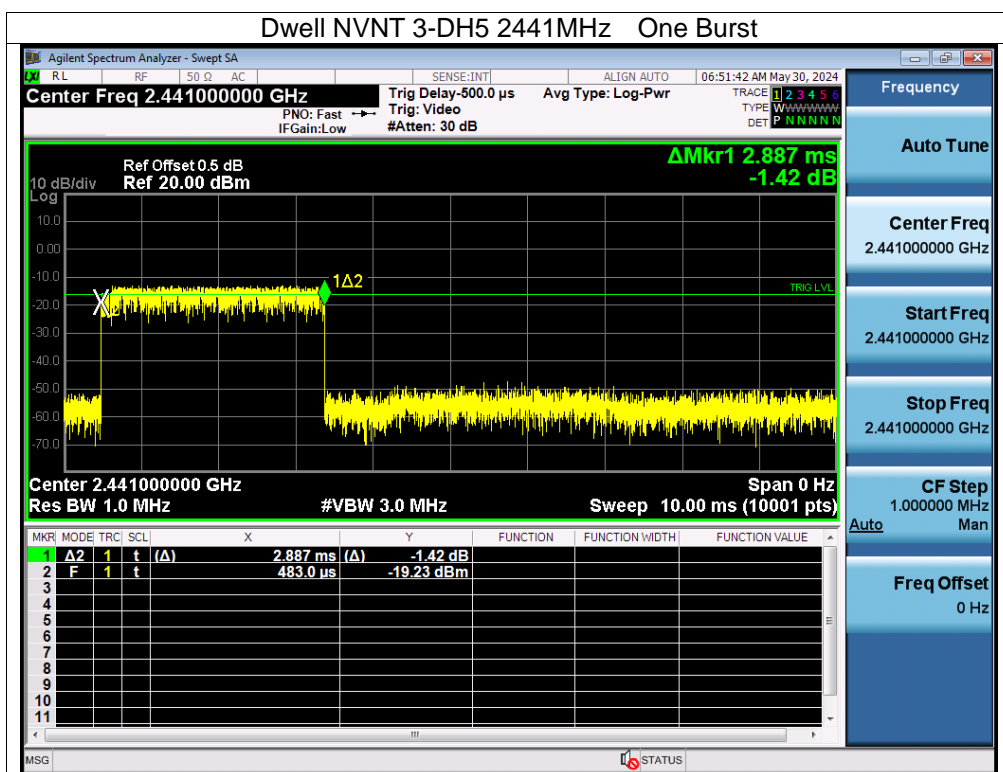 Dwell NVNT 3-DH5 2441MHz One Burst
Agilent Spectrum Analyzer - Swept SA
LXI RL RF 50 Ω AC SENSE:INT ALIGN AUTO 06:51:42 AM May 30, 2024
Center Freq 2.441000000 GHz Trig Delay-500.0 µs Avg Type: Log-Pwr TRACE 1 2 3 4 5 6
PNO: Fast Trig: Video TYPE WWWWWW
IFGain:Low #Atten: 30 dB DET P N N N N N
ΔMkr1 2.887 ms
-1.42 dB
Ref Offset 0.5 dB
10 dB/div Ref 20.00 dBm
Log
10.0
0.00
-10.0
1Δ2
TRIG LVL
-20.0
-30.0
-40.0
-50.0
-60.0
-70.0
Center 2.441000000 GHz Span 0 Hz
Res BW 1.0 MHz #VBW 3.0 MHz Sweep 10.00 ms (10001 pts)
MKR MODE TRC SCL X Y FUNCTION FUNCTION WIDTH FUNCTION VALUE
1 Δ2 1 t (Δ) 2.887 ms (Δ) -1.42 dB
2 F 1 t 483.0 µs -19.23 dBm
3
4
5
6
7
8
9
10
11
MSG STATUS
Frequency
Auto Tune
Center Freq
2.441000000 GHz
Start Freq
2.441000000 GHz
Stop Freq
2.441000000 GHz
CF Step
1.000000 MHz
Auto Man
Freq Offset
0 Hz